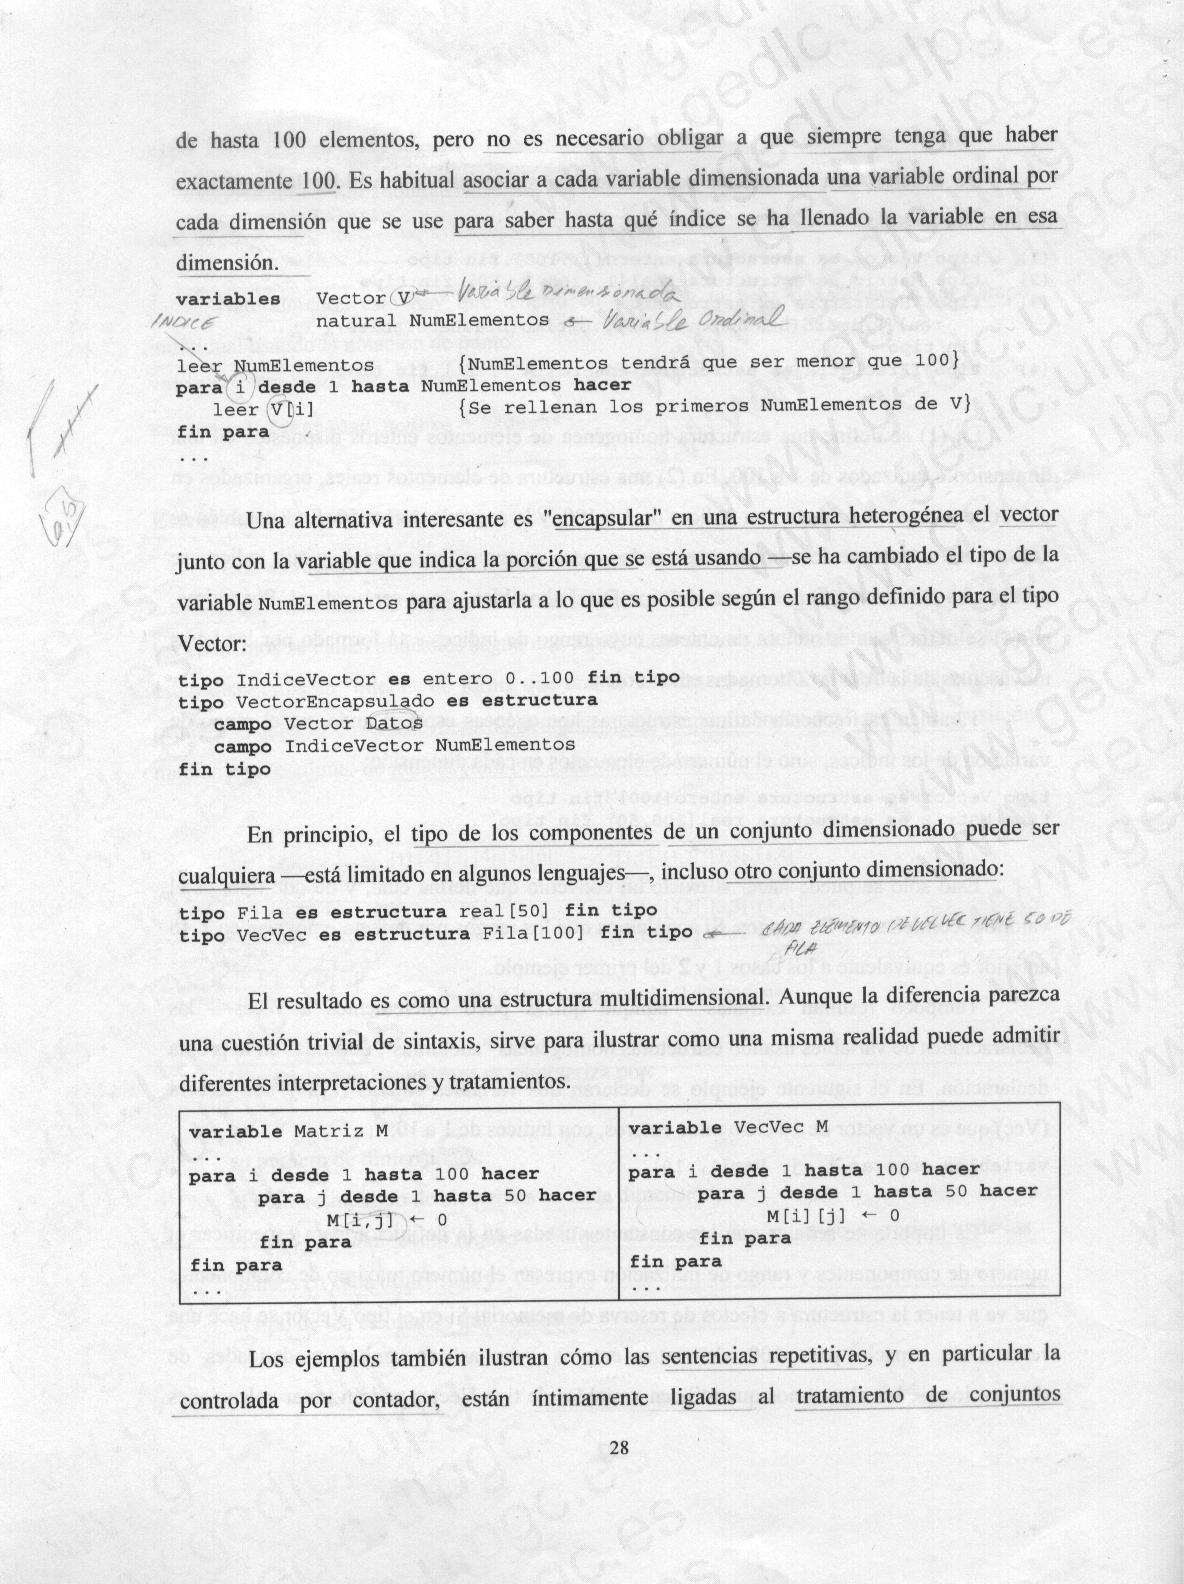 de hasta 100 elementos, pero no es necesario obligar a que siempre tenga que haber
exactamente 100. Es habitual asociar a cada variable dimensionada una variable ordinal por
cada dimensión que se use para saber hasta qué índice se ha llenado la variable en esa
dimensión.
variables Vector V ← Variable Dimensionada
INDICE natural NumElementos ← Variable Ordinal
...
leer NumElementos {NumElementos tendrá que ser menor que 100}
para i desde 1 hasta NumElementos hacer
leer V[i] {Se rellenan los primeros NumElementos de V}
fin para
...
Una alternativa interesante es "encapsular" en una estructura heterogénea el vector
junto con la variable que indica la porción que se está usando —se ha cambiado el tipo de la
variable NumElementos para ajustarla a lo que es posible según el rango definido para el tipo
Vector:
tipo IndiceVector es entero 0..100 fin tipo
tipo VectorEncapsulado es estructura
campo Vector Datos
campo IndiceVector NumElementos
fin tipo
En principio, el tipo de los componentes de un conjunto dimensionado puede ser
cualquiera —está limitado en algunos lenguajes—, incluso otro conjunto dimensionado:
tipo Fila es estructura real[50] fin tipo
tipo VecVec es estructura Fila[100] fin tipo ← CADA ELEMENTO DE VECVEC TIENE 50 DE
FILA
El resultado es como una estructura multidimensional. Aunque la diferencia parezca
una cuestión trivial de sintaxis, sirve para ilustrar como una misma realidad puede admitir
diferentes interpretaciones y tratamientos.
variable Matriz M
...
para i desde 1 hasta 100 hacer
para j desde 1 hasta 50 hacer
M[i,j] ← 0
fin para
fin para
...
variable VecVec M
...
para i desde 1 hasta 100 hacer
para j desde 1 hasta 50 hacer
M[i][j] ← 0
fin para
fin para
...
Los ejemplos también ilustran cómo las sentencias repetitivas, y en particular la
controlada por contador, están íntimamente ligadas al tratamiento de conjuntos
28